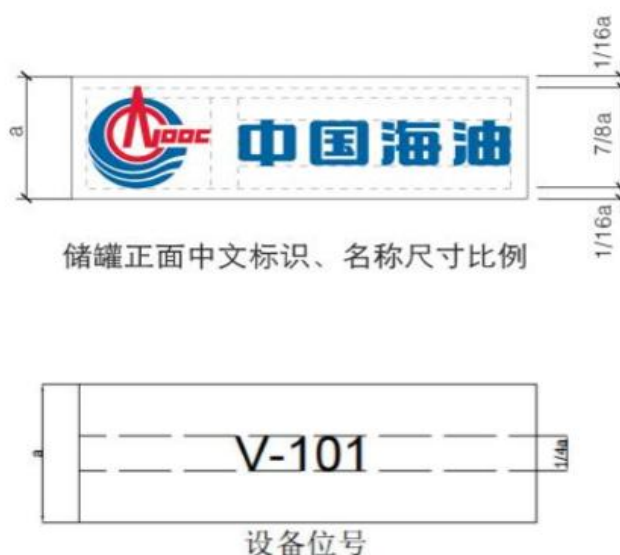 1/16a
a
7/8a
NOOC 中国海油
1/16a
储罐正面中文标识、名称尺寸比例
a
V-101
1/4a
设备位号